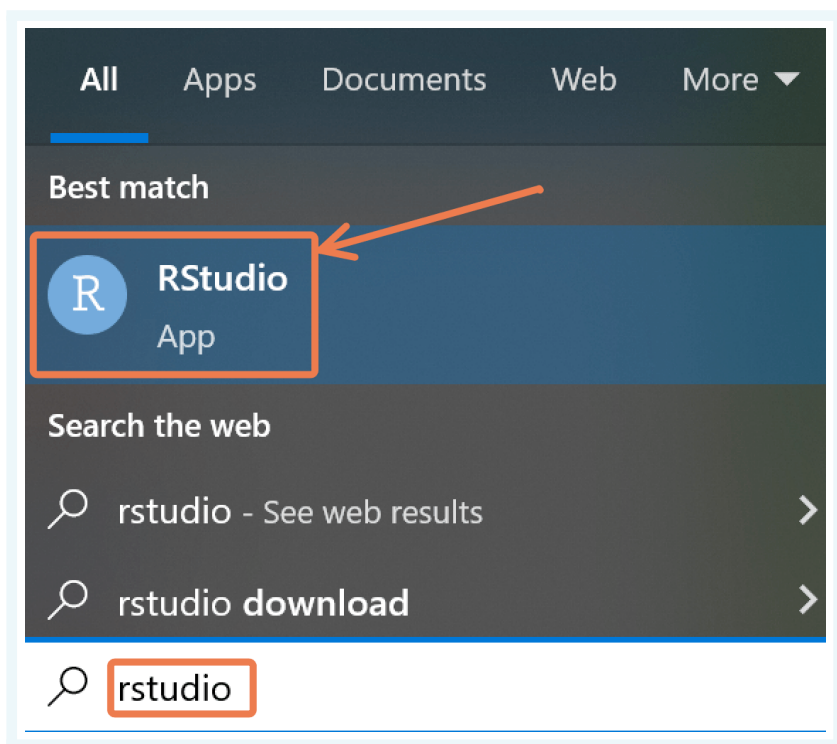 All Apps Documents Web More
Best match
R
RStudio
App
Search the web
rstudio - See web results
rstudio download
rstudio